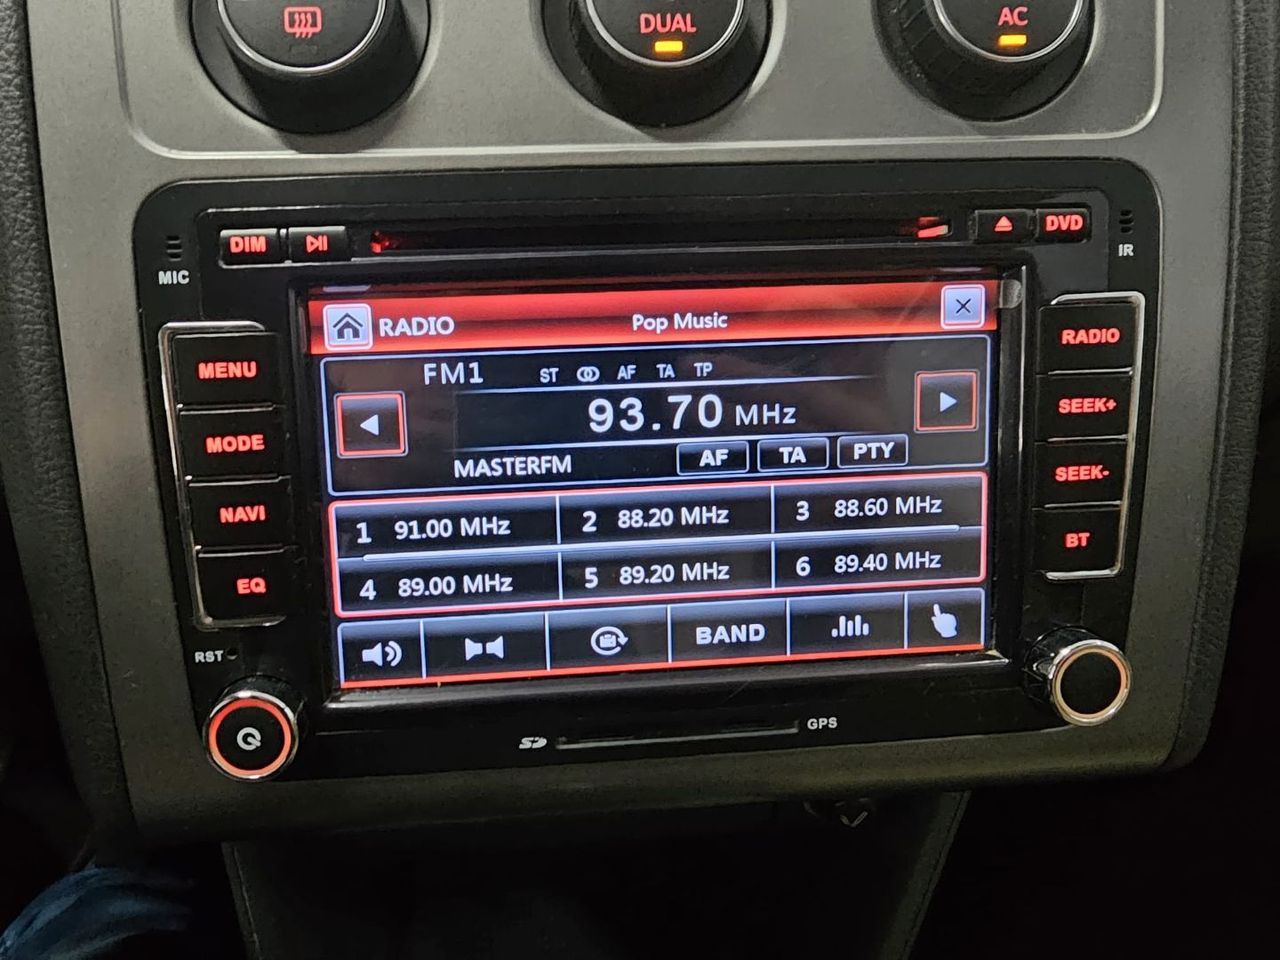 DUAL
AC
DIM
DVD
MIC
IR
RADIO
Pop Music
FM1
ST
AF
TA
TP
93.70 MHz
MASTERFM
AF
TA
PTY
1 91.00 MHz
2 88.20 MHz
3 88.60 MHz
4 89.00 MHz
5 89.20 MHz
6 89.40 MHz
BAND
MENU
MODE
NAVI
EQ
RADIO
SEEK+
SEEK-
BT
RST
SD
GPS